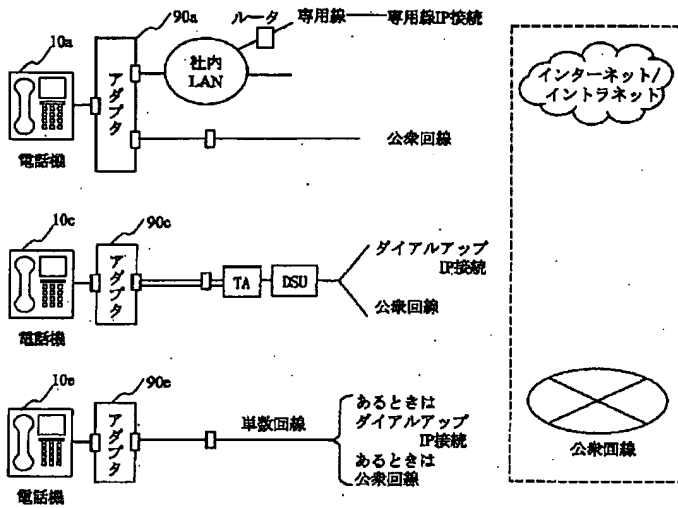 90a
ルータ
専用線
専用線IP接続
10a
アダプタ
社内
LAN
公衆回線
電話機
インターネット/
イントラネット
10c
90c
アダプタ
TA
DSU
ダイアルアップ
IP接続
公衆回線
電話機
10e
90e
アダプタ
単数回線
あるときは
ダイアルアップ
IP接続
あるときは
公衆回線
電話機
公衆回線